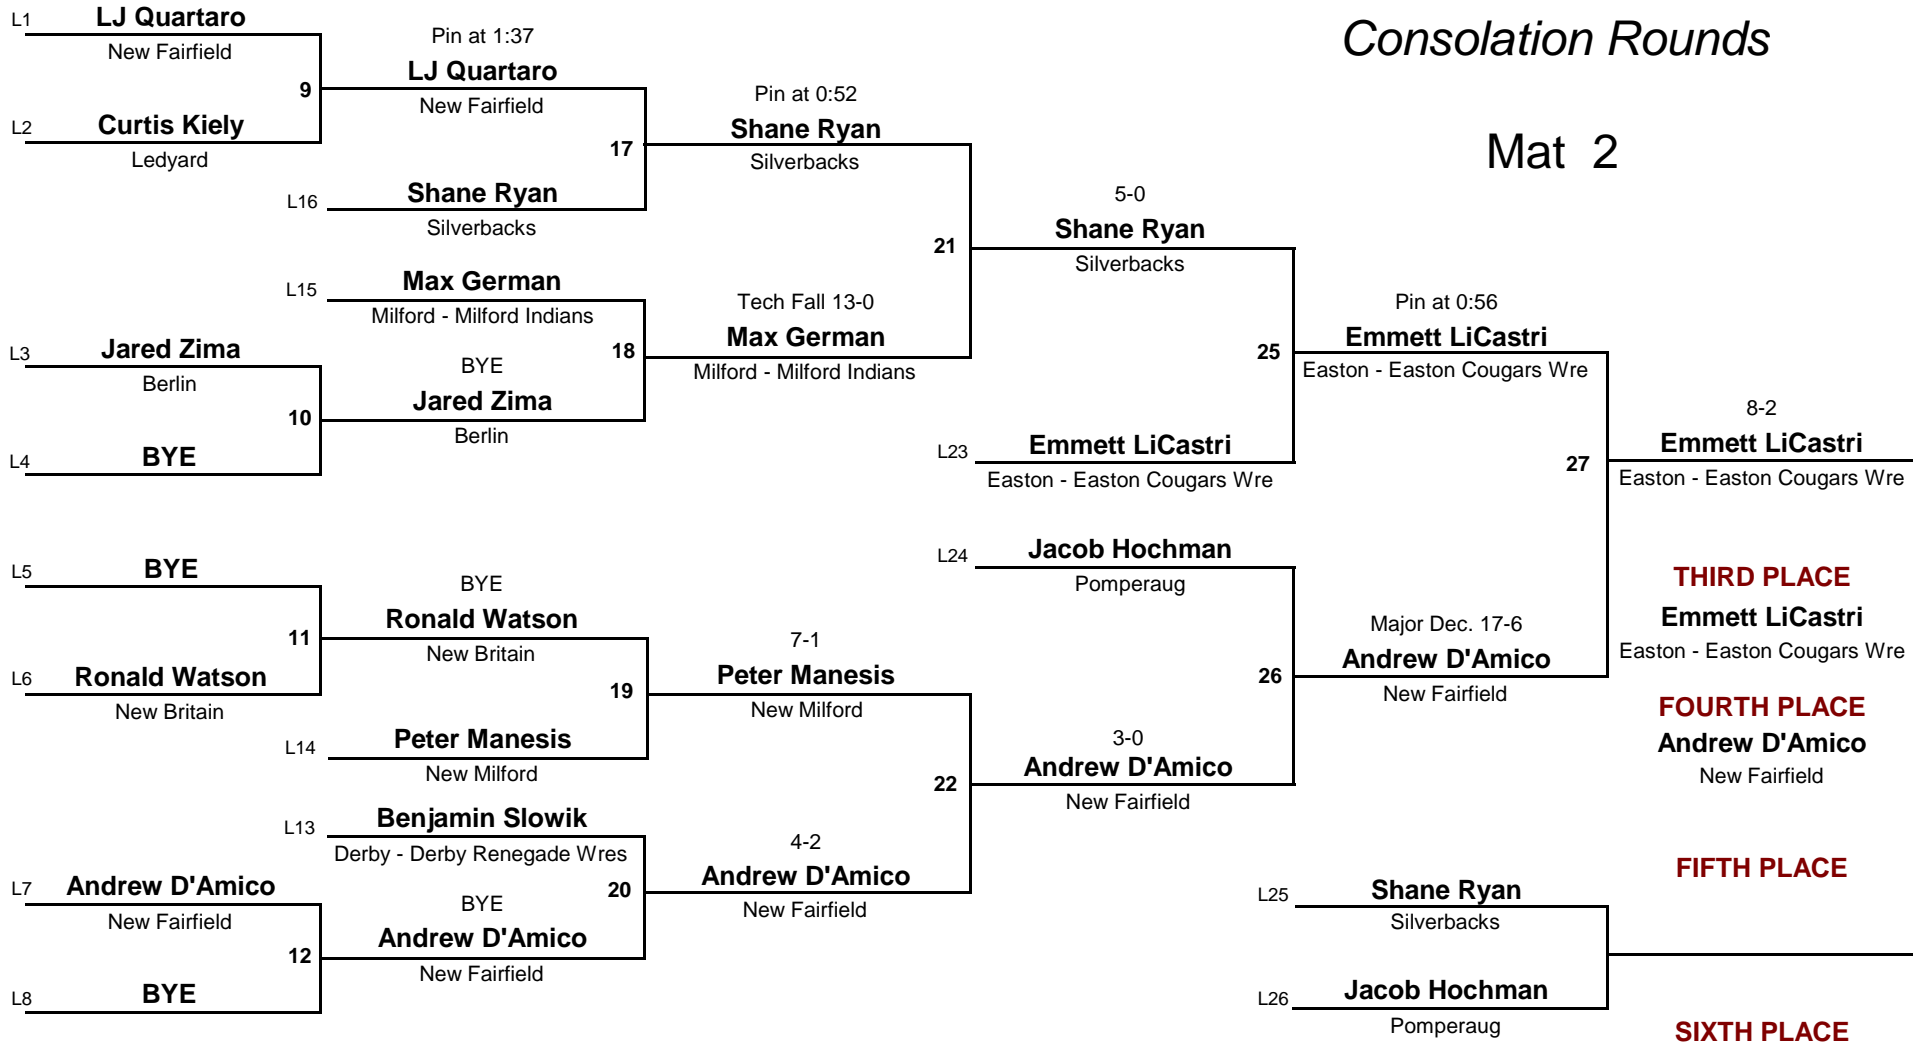 Consolation Rounds
Mat 2
L1 LJ Quartaro
New Fairfield
9
L2 Curtis Kiely
Ledyard
Pin at 1:37
LJ Quartaro
New Fairfield
17
L16 Shane Ryan
Silverbacks
Pin at 0:52
Shane Ryan
Silverbacks
21
L15 Max German
Milford - Milford Indians
18
L3 Jared Zima
Berlin
10
L4 BYE
BYE
Jared Zima
Berlin
Tech Fall 13-0
Max German
Milford - Milford Indians
5-0
Shane Ryan
Silverbacks
25
L23 Emmett LiCastri
Easton - Easton Cougars Wre
Pin at 0:56
Emmett LiCastri
Easton - Easton Cougars Wre
27
8-2
Emmett LiCastri
Easton - Easton Cougars Wre
L5 BYE
11
L6 Ronald Watson
New Britain
BYE
Ronald Watson
New Britain
19
L14 Peter Manesis
New Milford
7-1
Peter Manesis
New Milford
22
L13 Benjamin Slowik
Derby - Derby Renegade Wres
20
L7 Andrew D'Amico
New Fairfield
12
L8 BYE
BYE
Andrew D'Amico
New Fairfield
4-2
Andrew D'Amico
New Fairfield
L24 Jacob Hochman
Pomperaug
26
3-0
Andrew D'Amico
New Fairfield
Major Dec. 17-6
Andrew D'Amico
New Fairfield
THIRD PLACE
Emmett LiCastri
Easton - Easton Cougars Wre
FOURTH PLACE
Andrew D'Amico
New Fairfield
FIFTH PLACE
L25 Shane Ryan
Silverbacks
L26 Jacob Hochman
Pomperaug
SIXTH PLACE